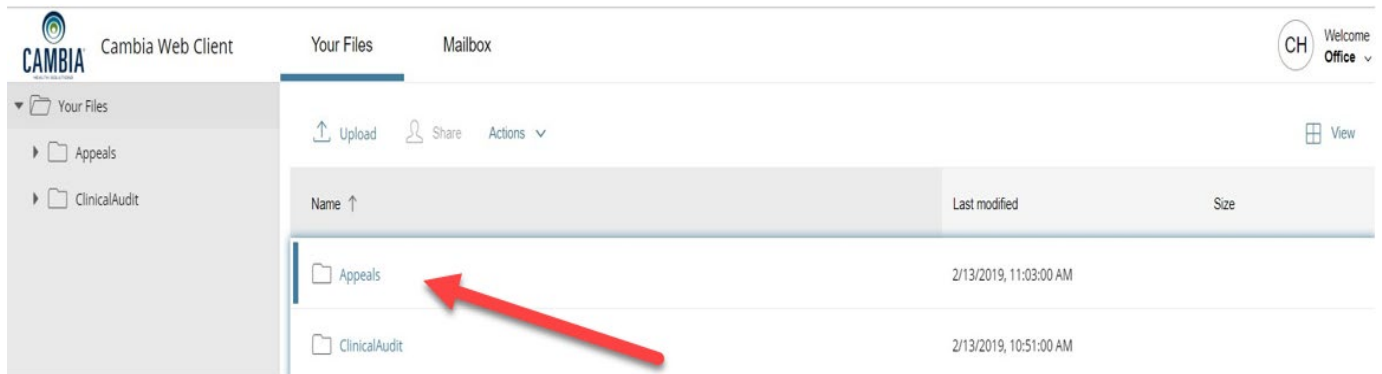 CAMBIA
HEALTH SOLUTIONS
Cambia Web Client
Your Files
Mailbox
CH
Welcome
Office
Your Files
Appeals
ClinicalAudit
Upload
Share
Actions
View
Name ↑
Last modified
Size
Appeals
2/13/2019, 11:03:00 AM
ClinicalAudit
2/13/2019, 10:51:00 AM